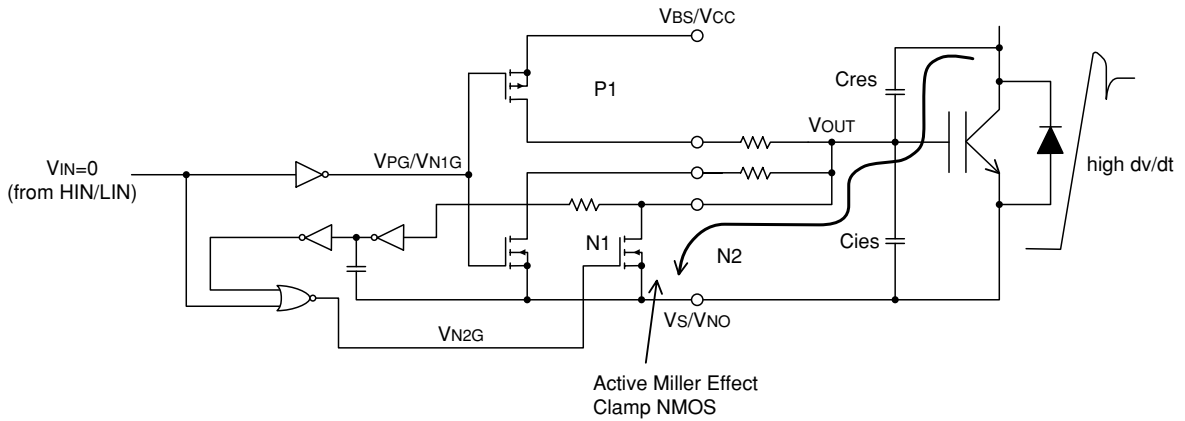 VBS/VCC
P1
Cres
VOUT
VIN=0
(from HIN/LIN)
VPG/VN1G
high dv/dt
N1
N2
Cies
VS/VNO
VN2G
Active Miller Effect
Clamp NMOS